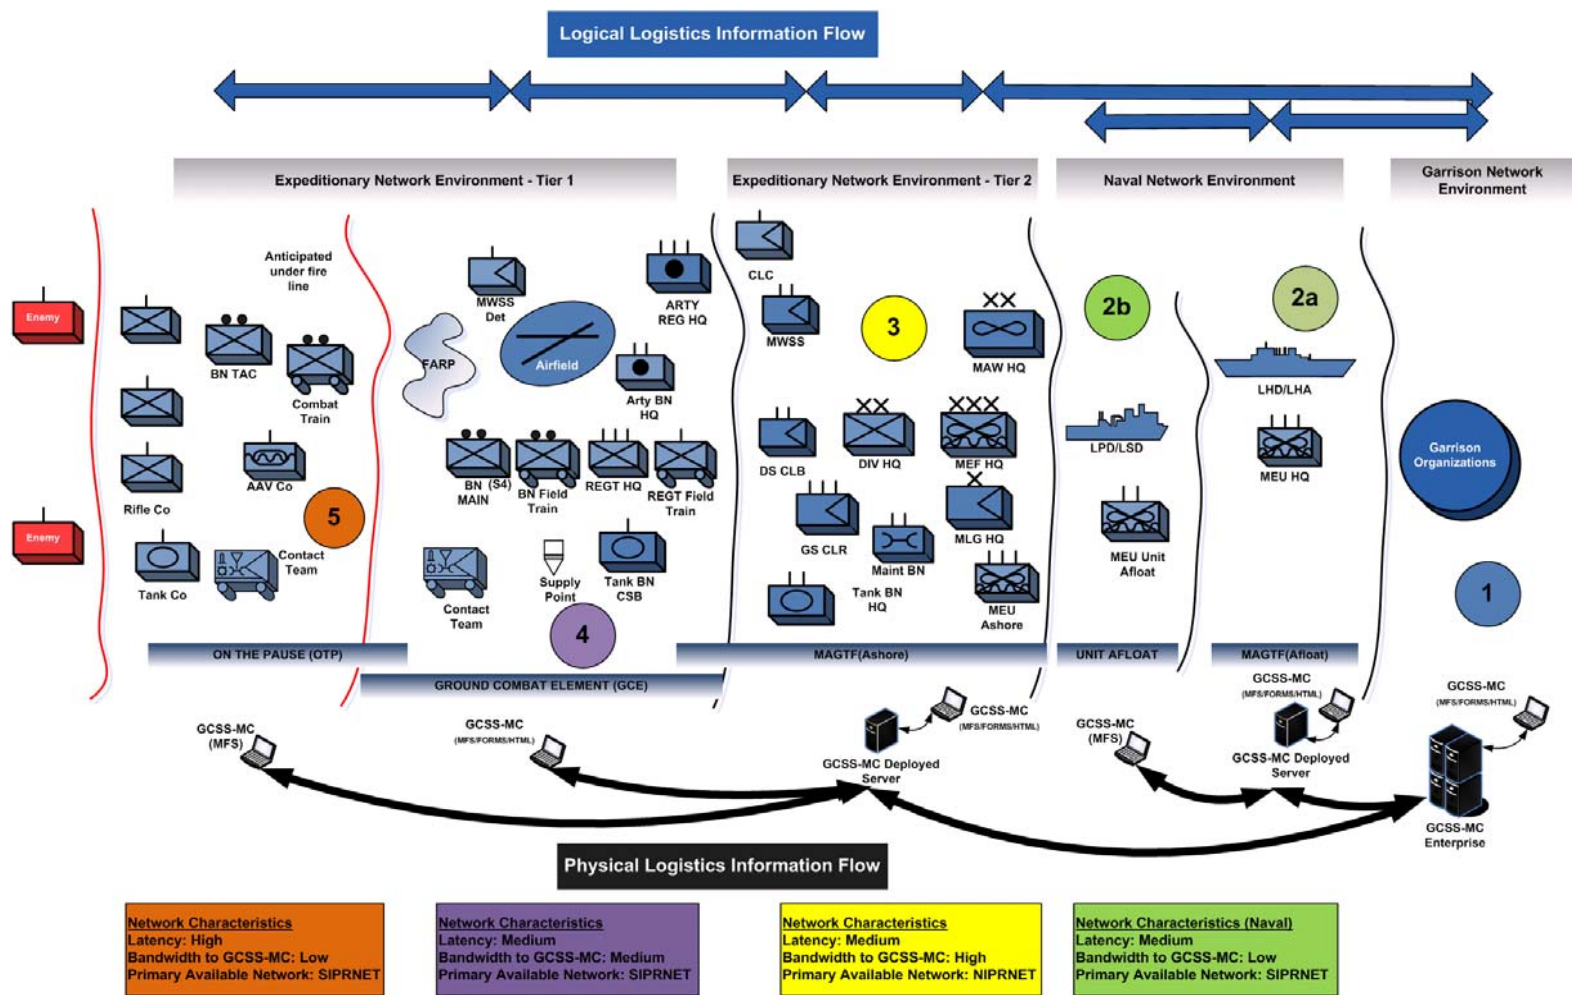 Logical Logistics Information Flow
Expeditionary Network Environment - Tier 1
Expeditionary Network Environment - Tier 2
Naval Network Environment
Garrison Network
Environment
Enemy
Enemy
Anticipated
under fire
line
BN TAC
Combat
Train
AAV Co
Rifle Co
5
Tank Co
Contact
Team
MWSS
Det
ARTY
REG HQ
FARP
Airfield
Arty BN
HQ
BN (S4)
MAIN
BN Field
Train
REGT HQ
REGT Field
Train
Contact
Team
Supply
Point
Tank BN
CSB
4
CLC
MWSS
3
MAW HQ
DS CLB
DIV HQ
MEF HQ
GS CLR
Maint BN
MLG HQ
Tank BN
HQ
MEU
Ashore
2b
LPD/LSD
MEU Unit
Afloat
2a
LHD/LHA
MEU HQ
Garrison
Organizations
1
ON THE PAUSE (OTP)
GROUND COMBAT ELEMENT (GCE)
MAGTF(Ashore)
UNIT AFLOAT
MAGTF(Afloat)
GCSS-MC
(MFS)
GCSS-MC
(MFS/FORMS/HTML)
GCSS-MC
(MFS/FORMS/HTML)
GCSS-MC Deployed
Server
GCSS-MC
(MFS)
GCSS-MC
(MFS/FORMS/HTML)
GCSS-MC Deployed
Server
GCSS-MC
(MFS/FORMS/HTML)
GCSS-MC
Enterprise
Physical Logistics Information Flow
Network Characteristics
Latency: High
Bandwidth to GCSS-MC: Low
Primary Available Network: SIPRNET
Network Characteristics
Latency: Medium
Bandwidth to GCSS-MC: Medium
Primary Available Network: SIPRNET
Network Characteristics
Latency: Medium
Bandwidth to GCSS-MC: High
Primary Available Network: NIPRNET
Network Characteristics (Naval)
Latency: Medium
Bandwidth to GCSS-MC: Low
Primary Available Network: SIPRNET